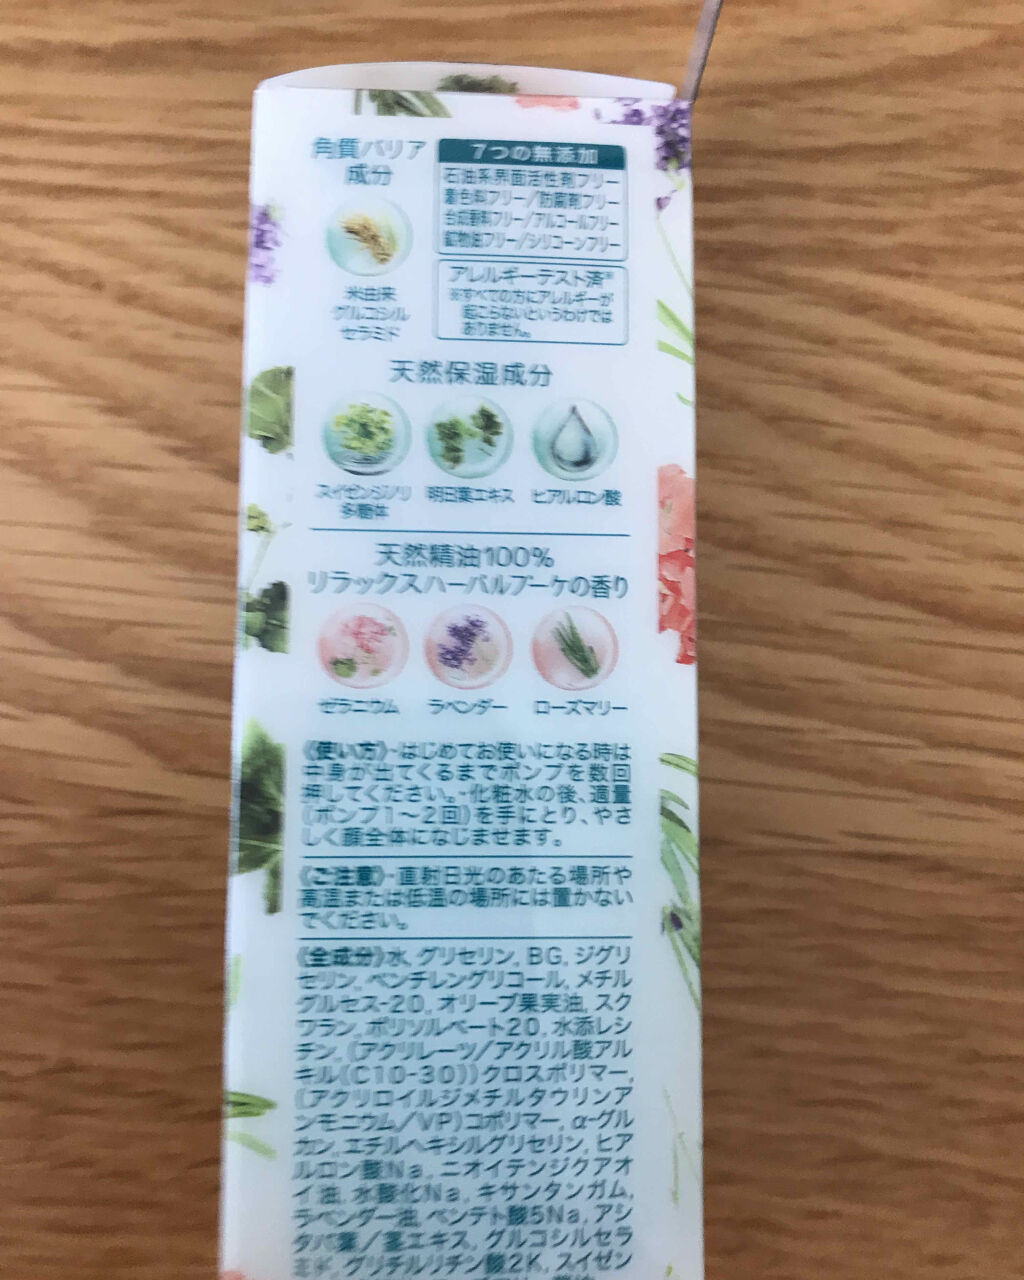 角質バリア
成分
米由来
グルコシル
セラミド
7つの無添加
石油系界面活性剤フリー
着色料フリー/防腐剤フリー
合成香料フリー/アルコールフリー
鉱物油フリー/シリコーンフリー
アレルギーテスト済※
※すべての方にアレルギーが
起こらないというわけでは
ありません。
天然保湿成分
スイゼンジノリ
多糖体
明日葉エキス
ヒアルロン酸
天然精油100%
リラックスハーバルブーケの香り
ゼラニウム
ラベンダー
ローズマリー
《使い方》・はじめてお使いになる時は
中身が出てくるまでポンプを数回
押してください。・化粧水の後、適量
(ポンプ1〜2回)を手にとり、やさ
しく顔全体になじませます。
《ご注意》・直射日光のあたる場所や
高温または低温の場所には置かない
でください。
《全成分》水, グリセリン, BG, ジグリ
セリン, ペンチレングリコール, メチル
グルセス-20, オリーブ果実油, スク
ワラン, ポリソルベート20, 水添レシ
チン, (アクリレーツ/アクリル酸アル
キル(C10-30))クロスポリマー,
(アクリロイルジメチルタウリンア
ンモニウム/VP)コポリマー, α-グル
カン, エチルヘキシルグリセリン, ヒア
ルロン酸Na, ニオイテンジクアオ
イ油, 水酸化Na, キサンタンガム,
ラベンダー油, ペンテト酸5Na, アシ
タバ葉/茎エキス, グルコシルセラ
ミド, グリチルリチン酸2K, スイゼン